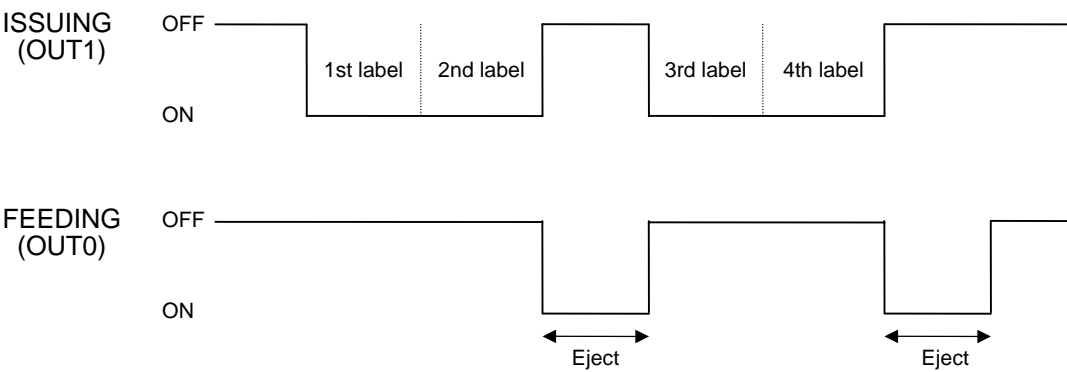 ISSUING
(OUT1)
OFF
1st label
2nd label
3rd label
4th label
ON
FEEDING
(OUT0)
OFF
ON
Eject
Eject